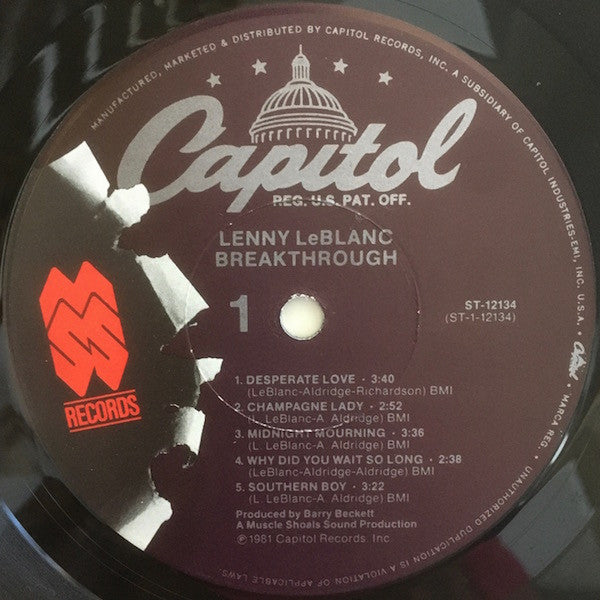 MANUFACTURED, MARKETED & DISTRIBUTED BY CAPITOL RECORDS, INC. A SUBSIDIARY OF CAPITOL INDUSTRIES-EMI, INC. U.S.A. • Capitol • MARCA REG. • UNAUTHORIZED DUPLICATION IS A VIOLATION OF APPLICABLE LAWS.
Capitol
REG. U.S. PAT. OFF.
LENNY LeBLANC
BREAKTHROUGH
1
ST-12134
(ST-1-12134)
MSS
RECORDS
1. DESPERATE LOVE • 3:40
(LeBlanc-Aldridge-Richardson) BMI
2. CHAMPAGNE LADY • 2:52
(L. LeBlanc-A. Aldridge) BMI
3. MIDNIGHT MOURNING • 3:36
(L. LeBlanc-A. Aldridge) BMI
4. WHY DID YOU WAIT SO LONG • 2:38
(LeBlanc-Aldridge-Aldridge) BMI
5. SOUTHERN BOY • 3:22
(L. LeBlanc-A. Aldridge) BMI
Produced by Barry Beckett
A Muscle Shoals Sound Production
℗1981 Capitol Records. Inc